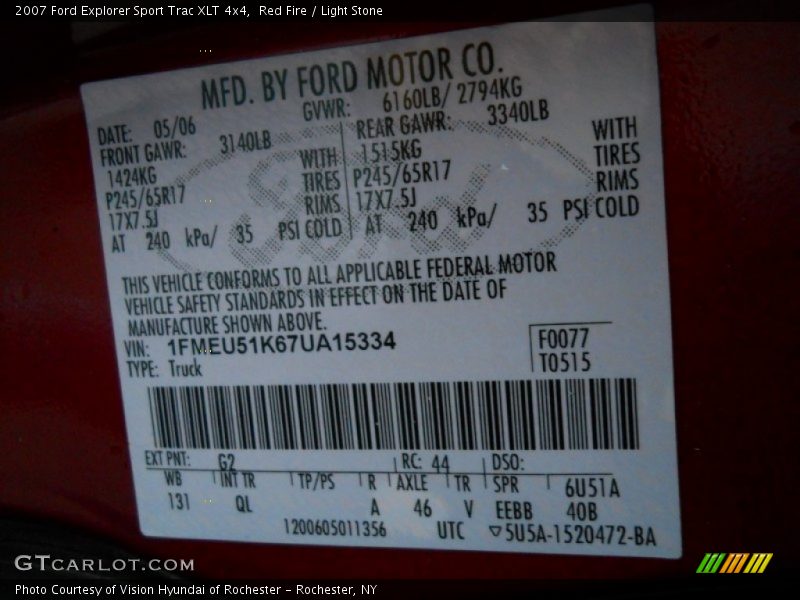 2007 Ford Explorer Sport Trac XLT 4x4,  Red Fire / Light Stone
MFD. BY FORD MOTOR CO.
DATE: 05/06 GVWR: 6160LB/ 2794KG
FRONT GAWR: 3140LB REAR GAWR: 3340LB
1424KG WITH 1515KG WITH
P245/65R17 TIRES P245/65R17 TIRES
17X7.5J RIMS 17X7.5J RIMS
AT 240 kPa/ 35 PSI COLD AT 240 kPa/ 35 PSI COLD
Ford
THIS VEHICLE CONFORMS TO ALL APPLICABLE FEDERAL MOTOR
VEHICLE SAFETY STANDARDS IN EFFECT ON THE DATE OF
MANUFACTURE SHOWN ABOVE.
VIN: 1FMEU51K67UA15334 F0077
TYPE: Truck T0515
EXT PNT: G2 RC: 44 DSO:
WB INT TR TP/PS R AXLE TR SPR 6U51A
131 QL A 46 V EEBB 40B
1200605011356 UTC ▽5U5A-1520472-BA
GTCARLOT.COM
Photo Courtesy of Vision Hyundai of Rochester – Rochester, NY